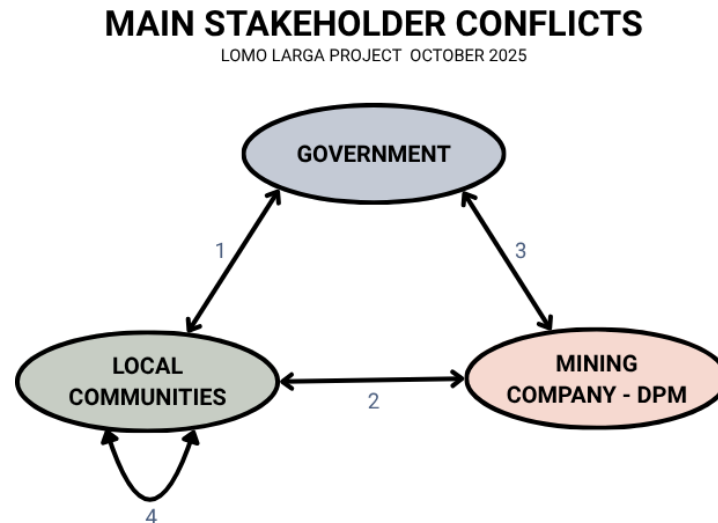 MAIN STAKEHOLDER CONFLICTS
LOMO LARGA PROJECT OCTOBER 2025
GOVERNMENT
1
3
LOCAL
COMMUNITIES
MINING
COMPANY - DPM
2
4